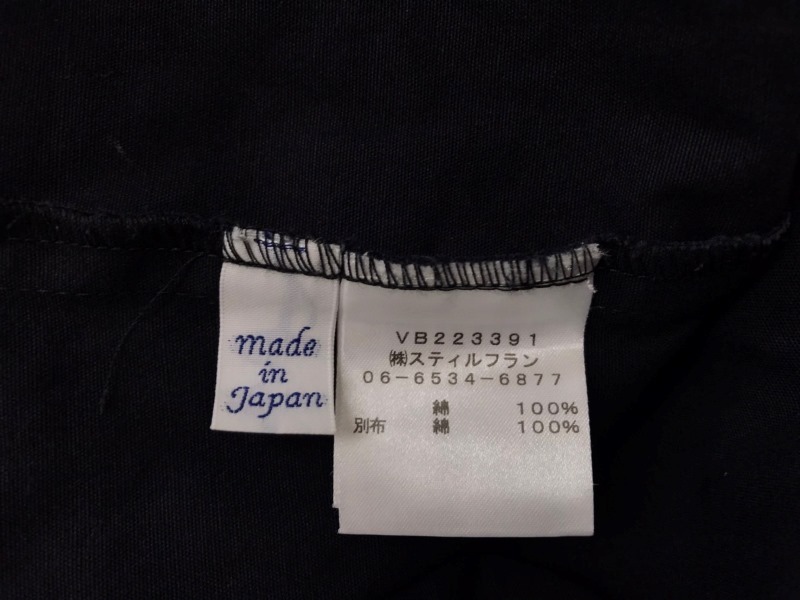 made
in
Japan
VB223391
㈱スティルフラン
06-6534-6877
綿 100%
別布 綿 100%